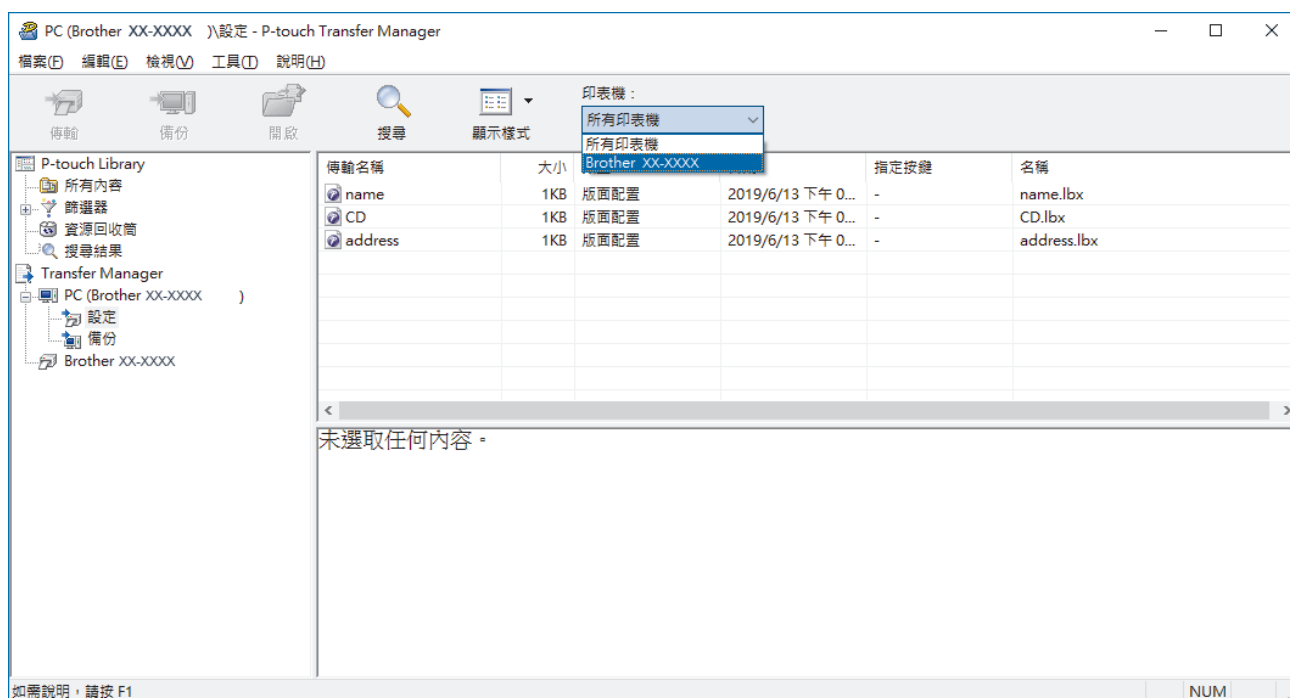 PC (Brother XX-XXXX )\設定 - P-touch Transfer Manager
檔案(F) 編輯(E) 檢視(V) 工具(T) 說明(H)
傳輸 備份 開啟 搜尋 顯示樣式
印表機：
所有印表機
所有印表機
Brother XX-XXXX
P-touch Library
所有內容
篩選器
資源回收筒
搜尋結果
Transfer Manager
PC (Brother XX-XXXX )
設定
備份
Brother XX-XXXX
傳輸名稱 大小 指定按鍵 名稱
name 1KB 版面配置 2019/6/13 下午 0... - name.lbx
CD 1KB 版面配置 2019/6/13 下午 0... - CD.lbx
address 1KB 版面配置 2019/6/13 下午 0... - address.lbx
未選取任何內容。
如需說明，請按 F1 NUM